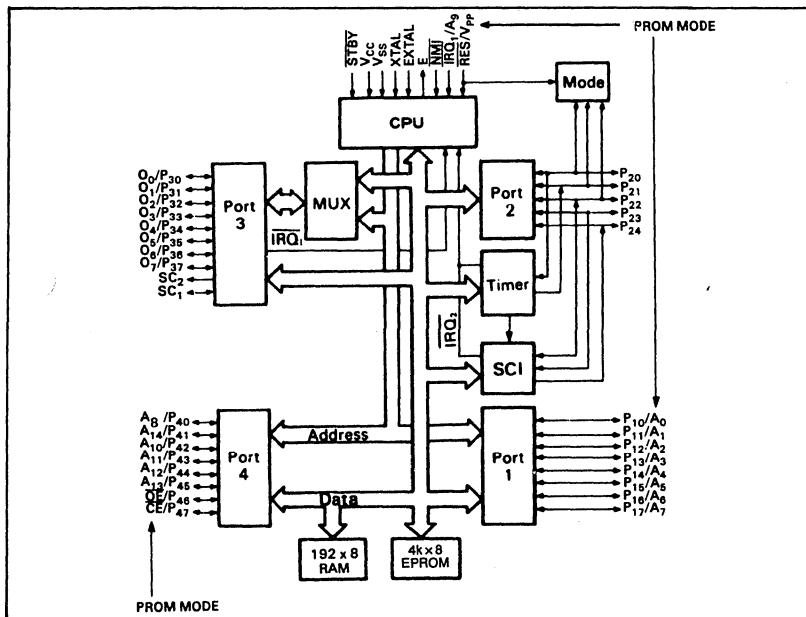 PROM MODE
STBY
VCC
VSS
XTAL
EXTAL
E
NMI
IRQ1/A9
RES/VPP
Mode
CPU
O0/P30
O1/P31
O2/P32
O3/P33
O4/P34
O5/P35
O6/P36
O7/P37
SC2
SC1
Port 3
MUX
IRQ1
Port 2
P20
P21
P22
P23
P24
Timer
IRQ2
SCI
A8/P40
A14/P41
A10/P42
A11/P43
A12/P44
A13/P45
OE/P46
CE/P47
Port 4
Address
Data
Port 1
P10/A0
P11/A1
P12/A2
P13/A3
P14/A4
P15/A5
P16/A6
P17/A7
192 x 8
RAM
4k x 8
EPROM
PROM MODE